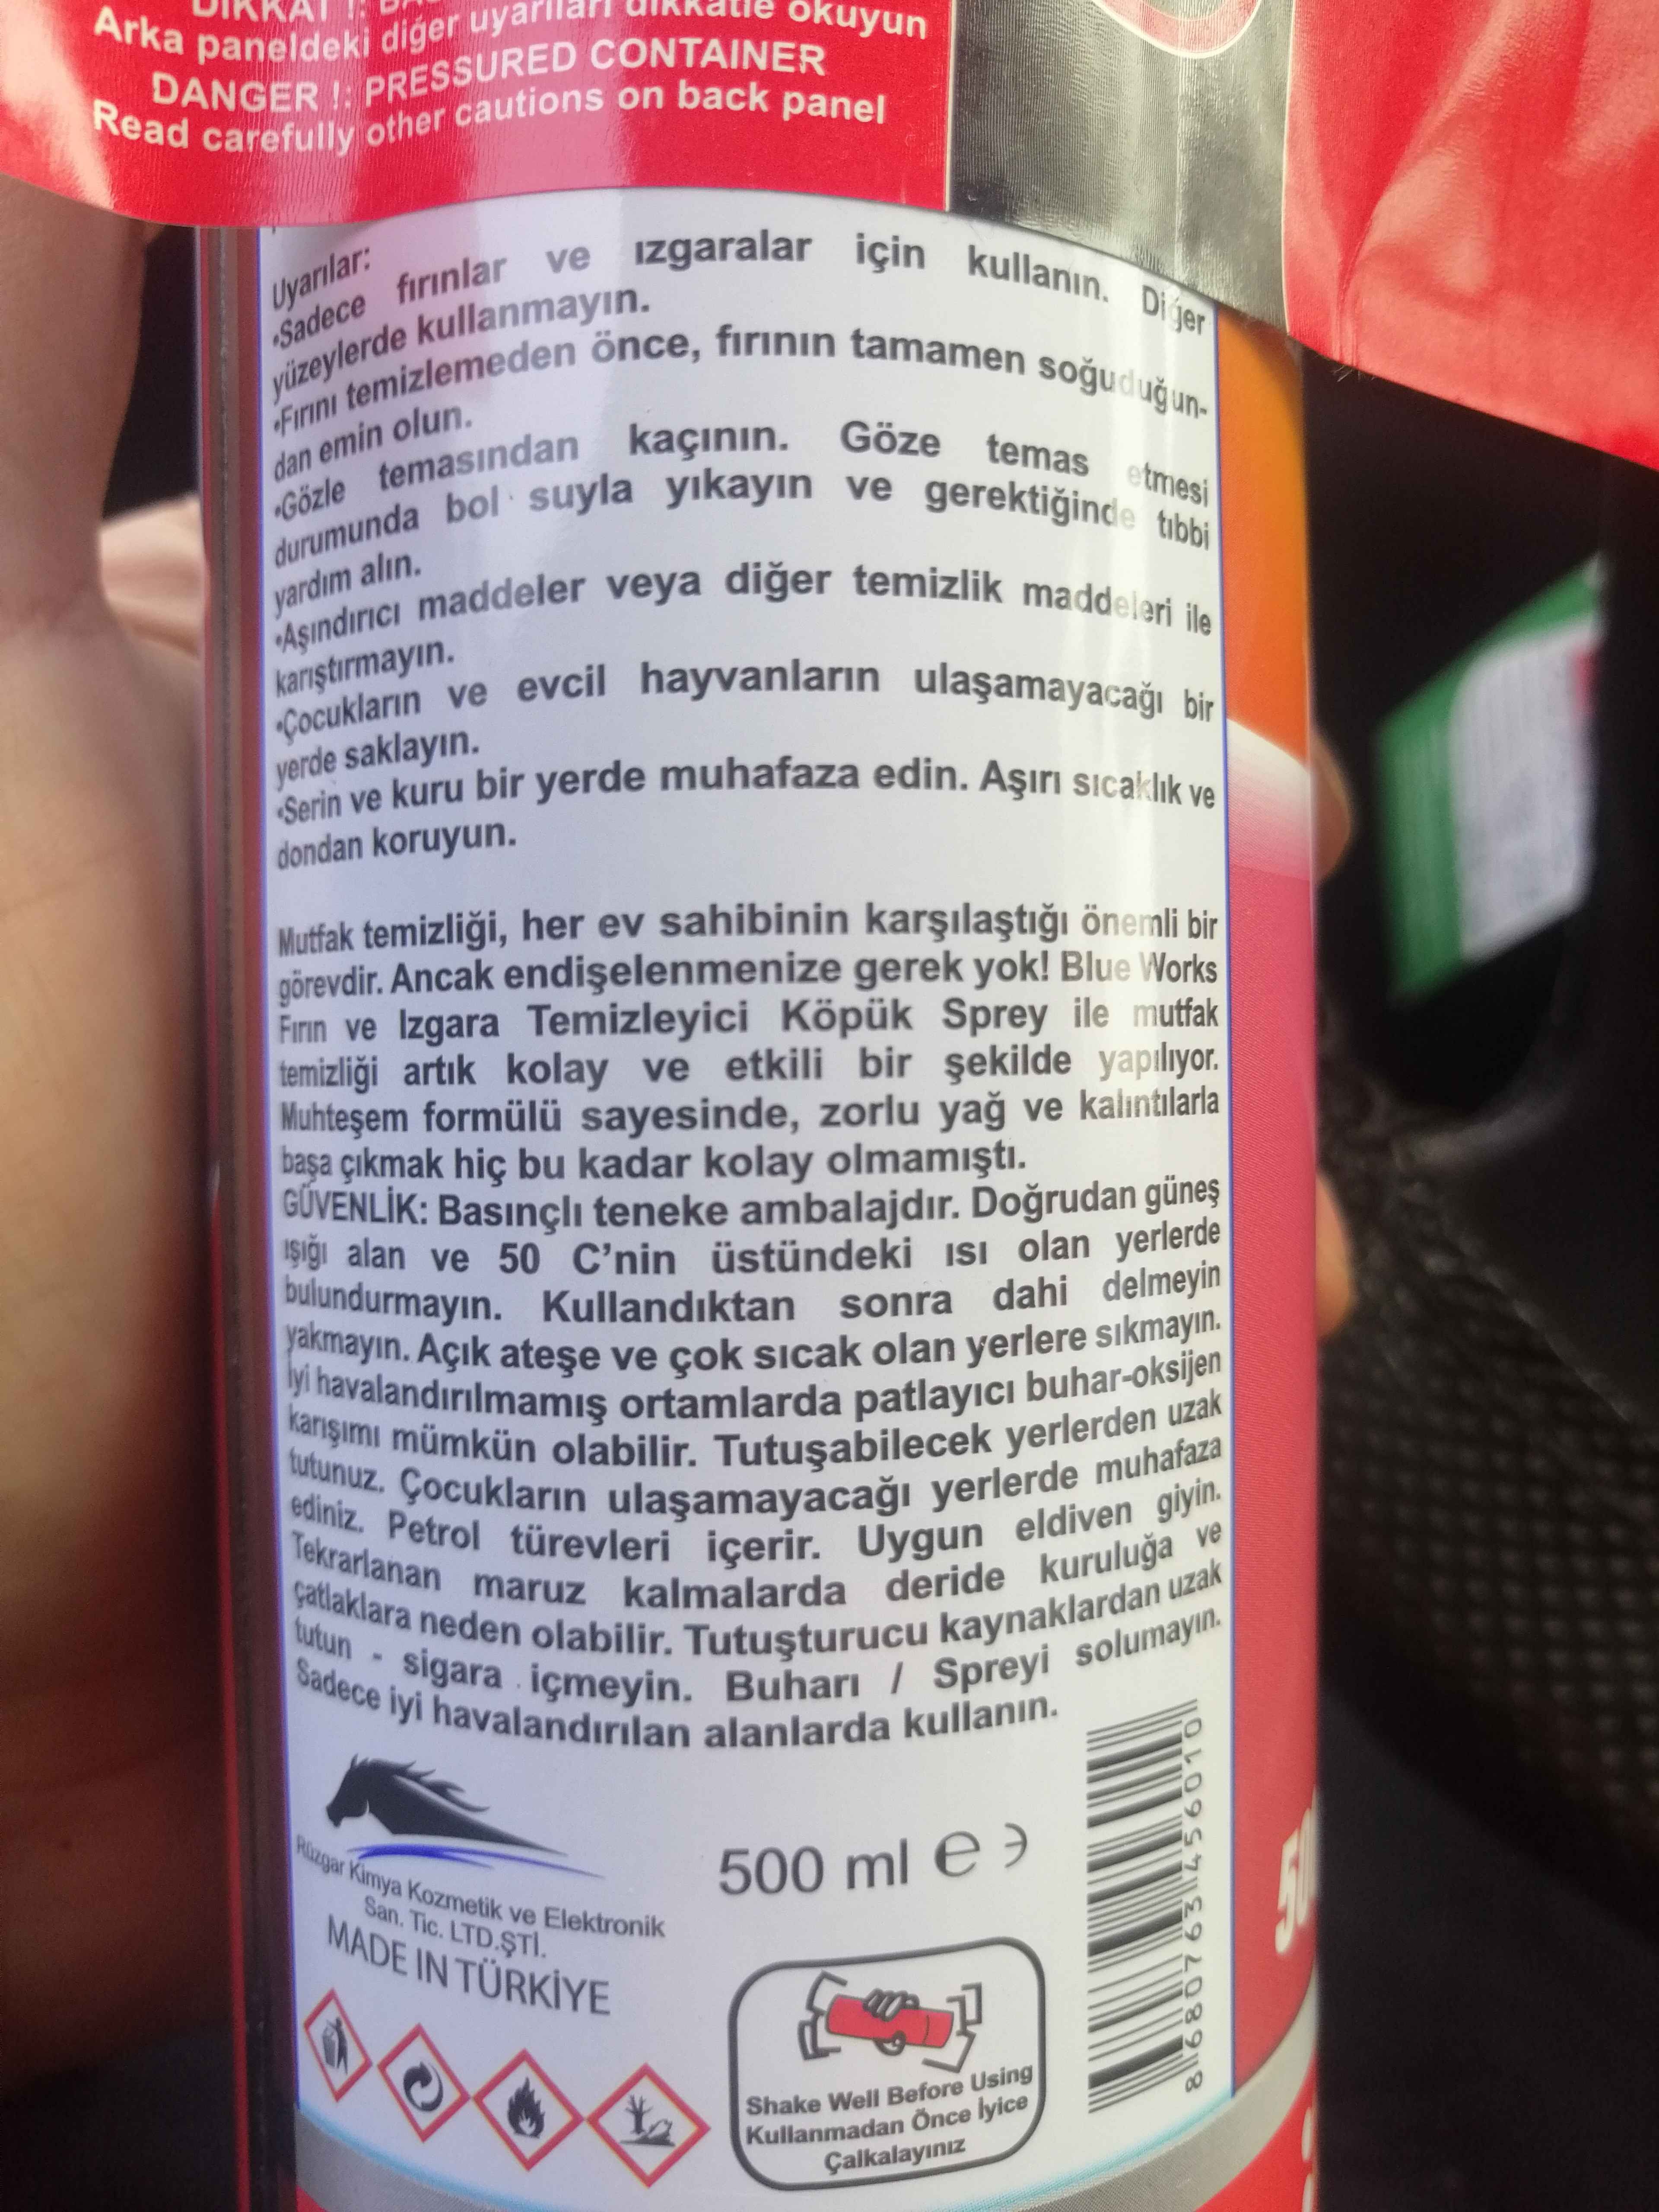 DİKKAT !:
Arka paneldeki diğer uyarıları dikkatle okuyun
DANGER !: PRESSURED CONTAINER
Read carefully other cautions on back panel
Uyarılar:
•Sadece fırınlar ve ızgaralar için kullanın. Diğer
yüzeylerde kullanmayın.
•Fırını temizlemeden önce, fırının tamamen soğuduğun-
dan emin olun.
•Gözle temasından kaçının. Göze temas etmesi
durumunda bol suyla yıkayın ve gerektiğinde tıbbi
yardım alın.
•Aşındırıcı maddeler veya diğer temizlik maddeleri ile
karıştırmayın.
•Çocukların ve evcil hayvanların ulaşamayacağı bir
yerde saklayın.
•Serin ve kuru bir yerde muhafaza edin. Aşırı sıcaklık ve
dondan koruyun.
Mutfak temizliği, her ev sahibinin karşılaştığı önemli bir
görevdir. Ancak endişelenmenize gerek yok! Blue Works
Fırın ve Izgara Temizleyici Köpük Sprey ile mutfak
temizliği artık kolay ve etkili bir şekilde yapılıyor.
Muhteşem formülü sayesinde, zorlu yağ ve kalıntılarla
başa çıkmak hiç bu kadar kolay olmamıştı.
GÜVENLİK: Basınçlı teneke ambalajdır. Doğrudan güneş
ışığı alan ve 50 C'nin üstündeki ısı olan yerlerde
bulundurmayın. Kullandıktan sonra dahi delmeyin
yakmayın. Açık ateşe ve çok sıcak olan yerlere sıkmayın.
İyi havalandırılmamış ortamlarda patlayıcı buhar-oksijen
karışımı mümkün olabilir. Tutuşabilecek yerlerden uzak
tutunuz. Çocukların ulaşamayacağı yerlerde muhafaza
ediniz. Petrol türevleri içerir. Uygun eldiven giyin.
Tekrarlanan maruz kalmalarda deride kuruluğa ve
çatlaklara neden olabilir. Tutuşturucu kaynaklardan uzak
tutun - sigara içmeyin. Buharı / Spreyi solumayın.
Sadece iyi havalandırılan alanlarda kullanın.
Rüzgar Kimya Kozmetik ve Elektronik
San. Tic. LTD.ŞTİ.
MADE IN TÜRKİYE
500 ml e
8 680763 456010
Shake Well Before Using
Kullanmadan Önce İyice
Çalkalayınız